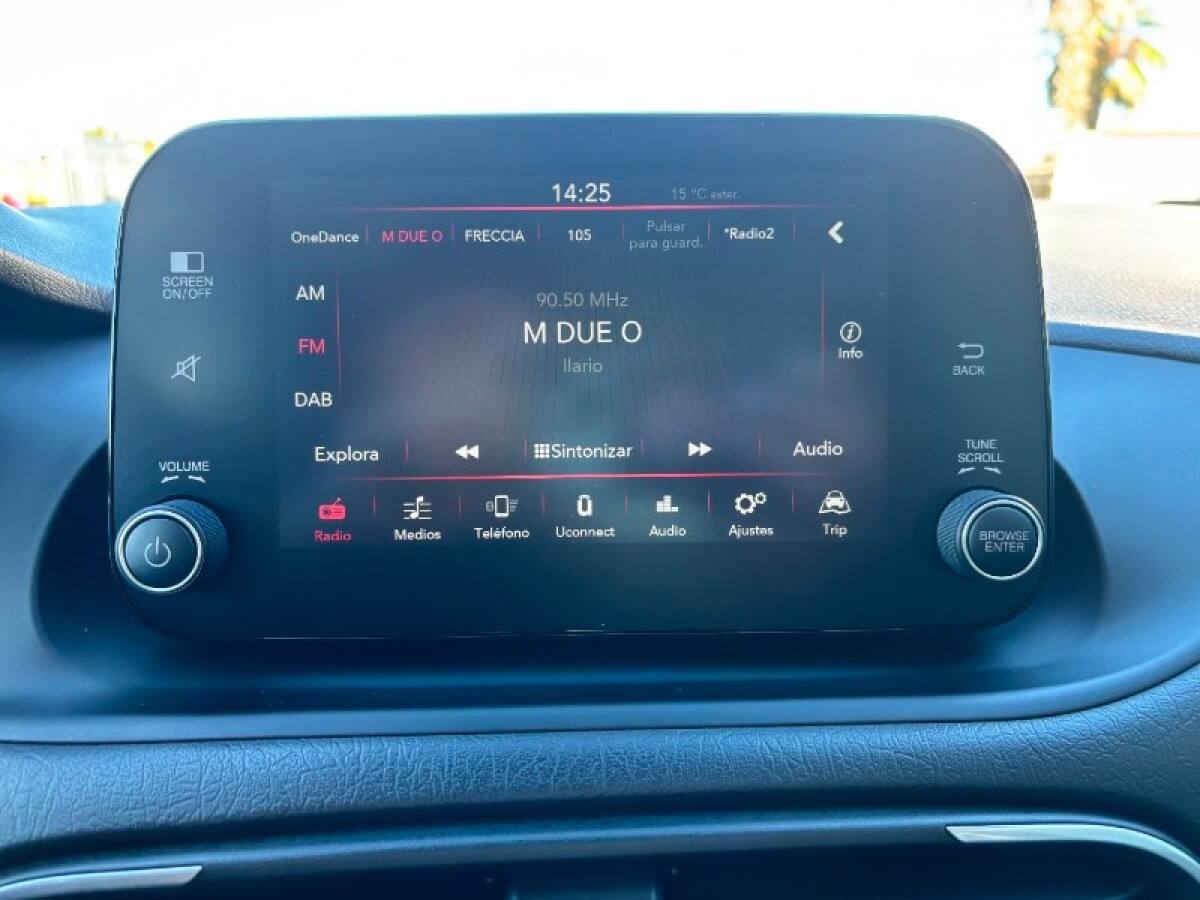 14:25
15 °C exter.
OneDance
M DUE O
FRECCIA
105
Pulsar
para guard.
*Radio2
SCREEN
ON/OFF
AM
90.50 MHz
M DUE O
FM
Ilario
Info
BACK
DAB
Explora
Sintonizar
Audio
VOLUME
TUNE
SCROLL
Radio
Medios
Teléfono
Uconnect
Audio
Ajustes
Trip
BROWSE
ENTER